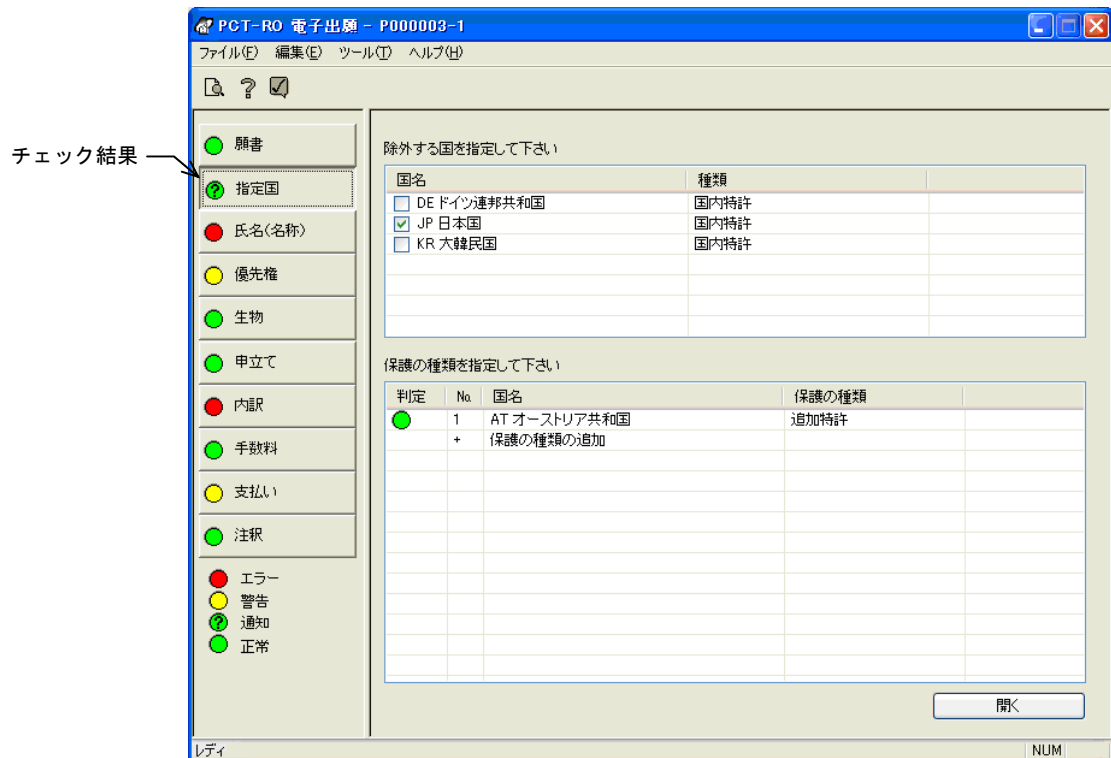 PCT-RO 電子出願 - P000003-1
ファイル(F) 編集(E) ツール(T) ヘルプ(H)
チェック結果
願書
指定国
氏名(名称)
優先権
生物
申立て
内訳
手数料
支払い
注釈
エラー
警告
通知
正常
除外する国を指定して下さい
国名 種類
DE ドイツ連邦共和国 国内特許
JP 日本国 国内特許
KR 大韓民国 国内特許
保護の種類を指定して下さい
判定 No. 国名 保護の種類
1 AT オーストリア共和国 追加特許
+ 保護の種類の追加
開く
レディ NUM